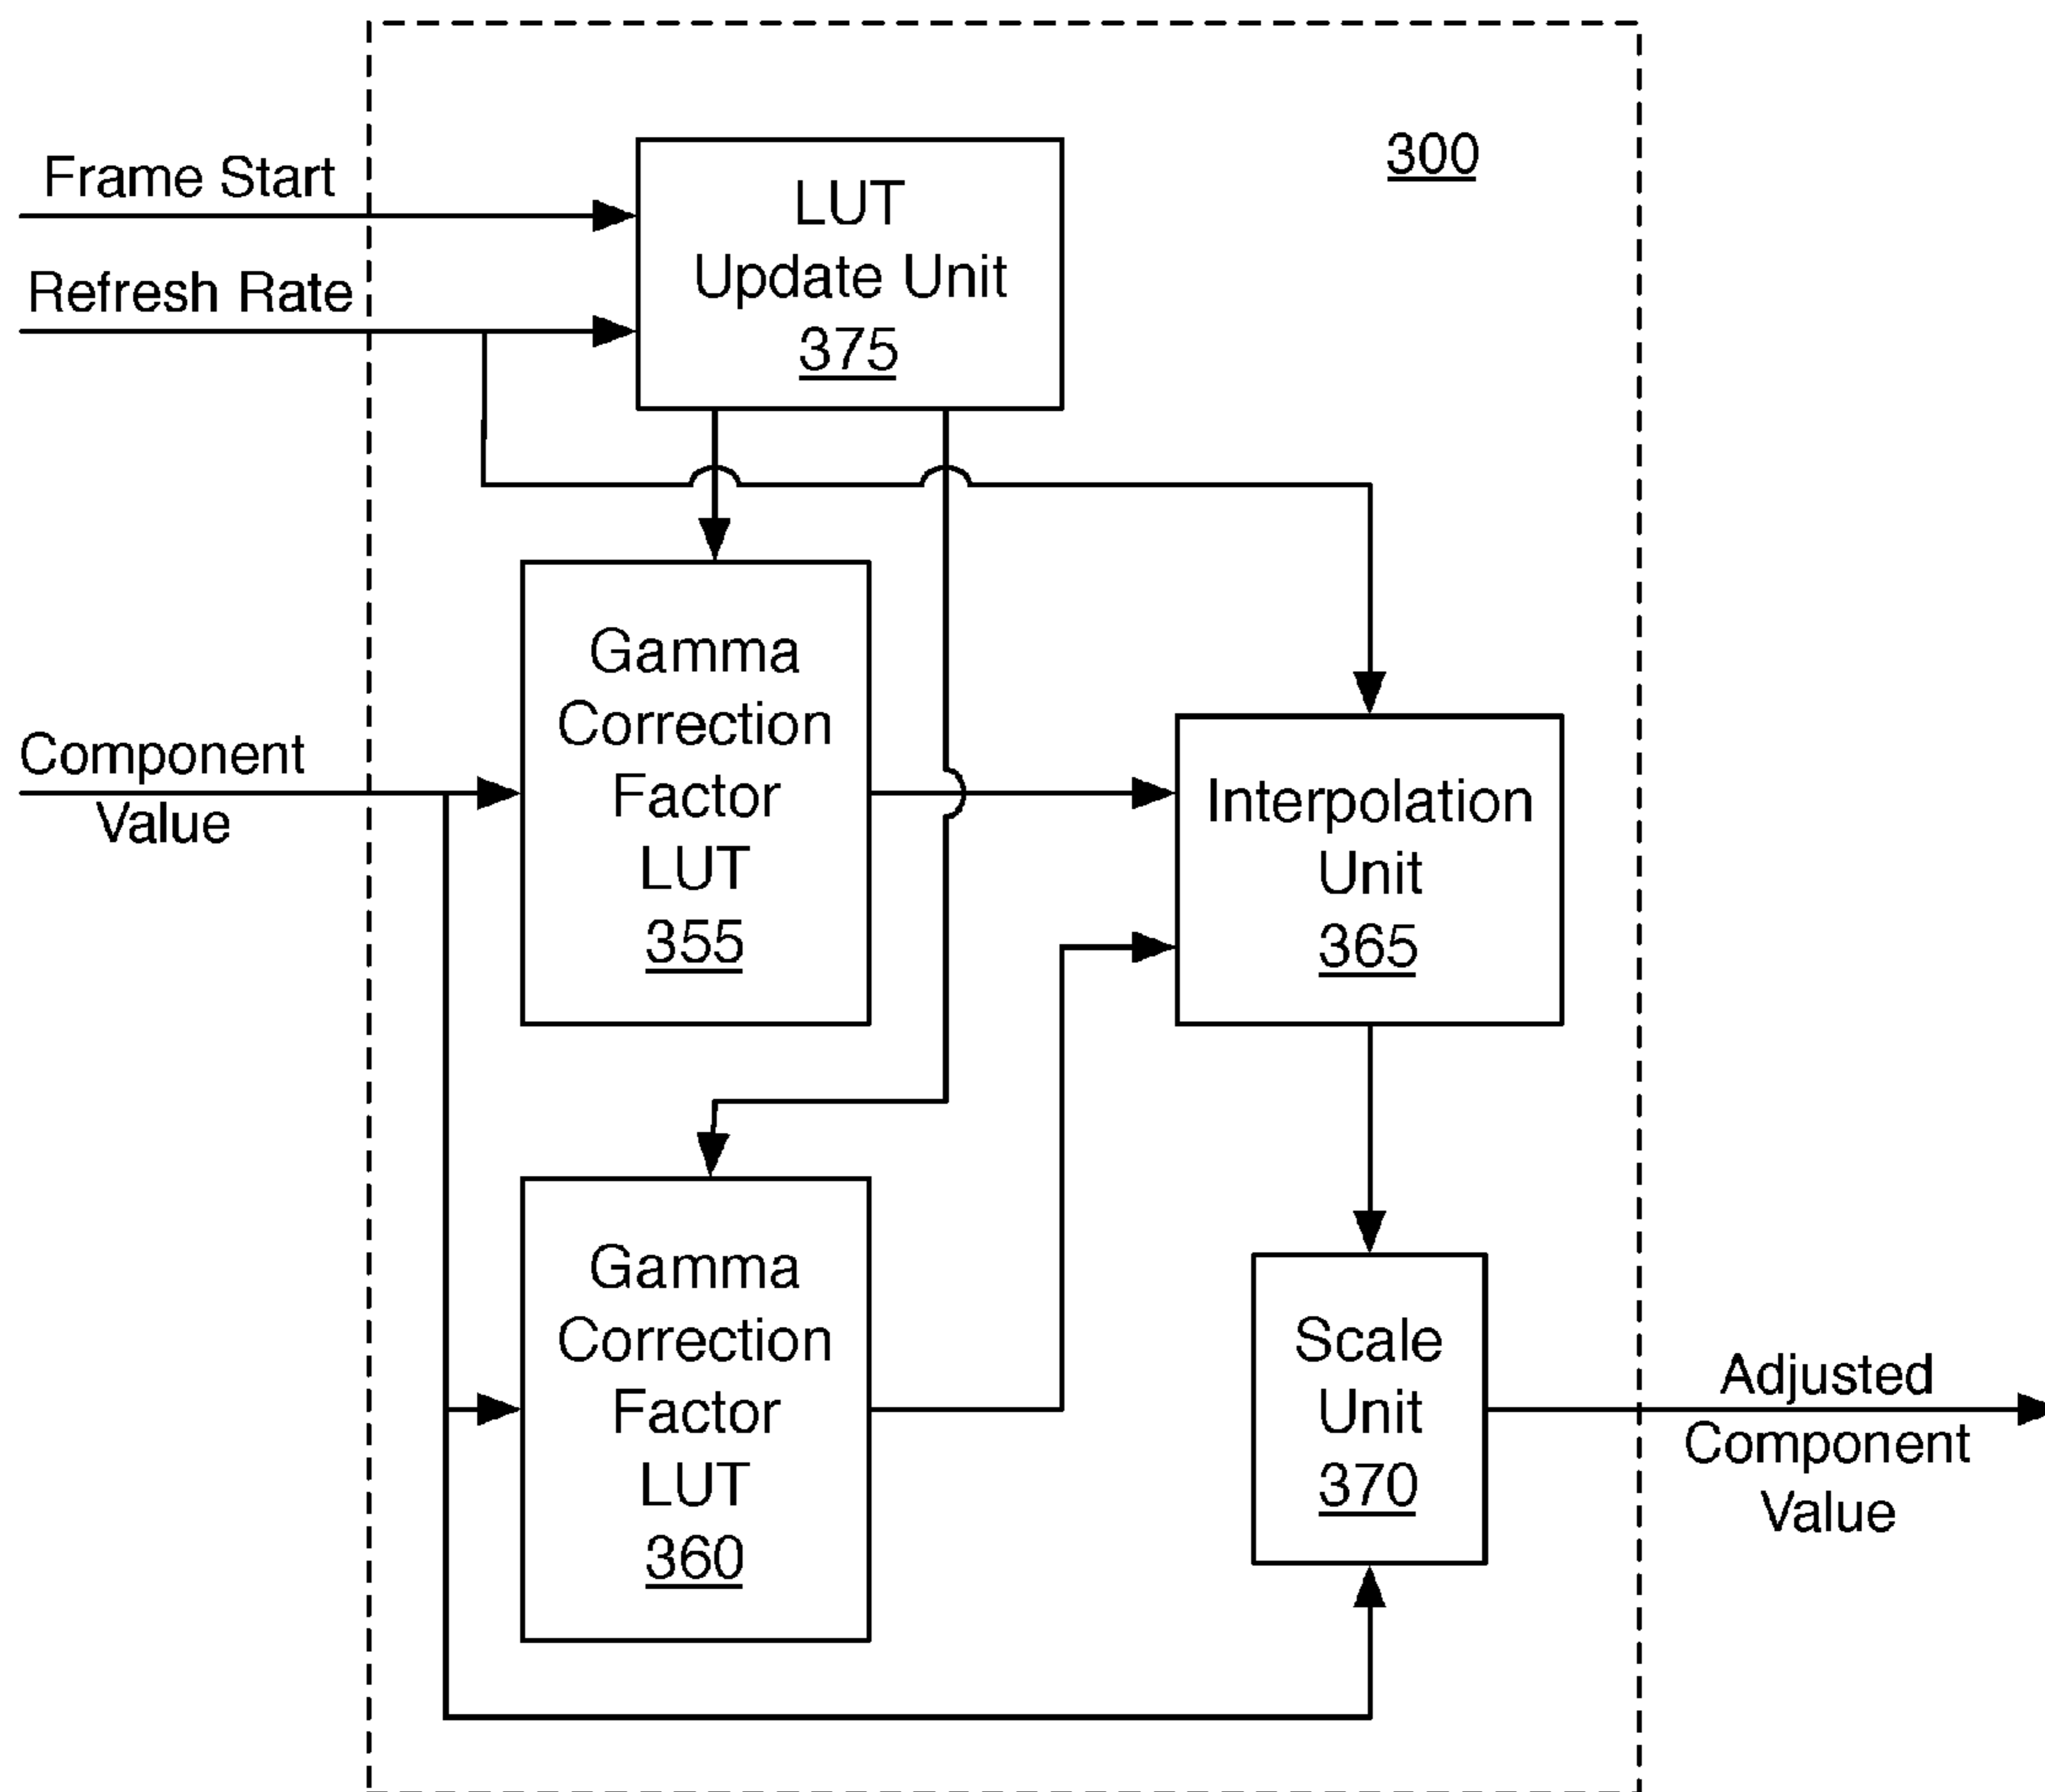 300
Frame Start
Refresh Rate
LUT
Update Unit
375
Component
Value
Gamma
Correction
Factor
LUT
355
Interpolation
Unit
365
Gamma
Correction
Factor
LUT
360
Scale
Unit
370
Adjusted
Component
Value